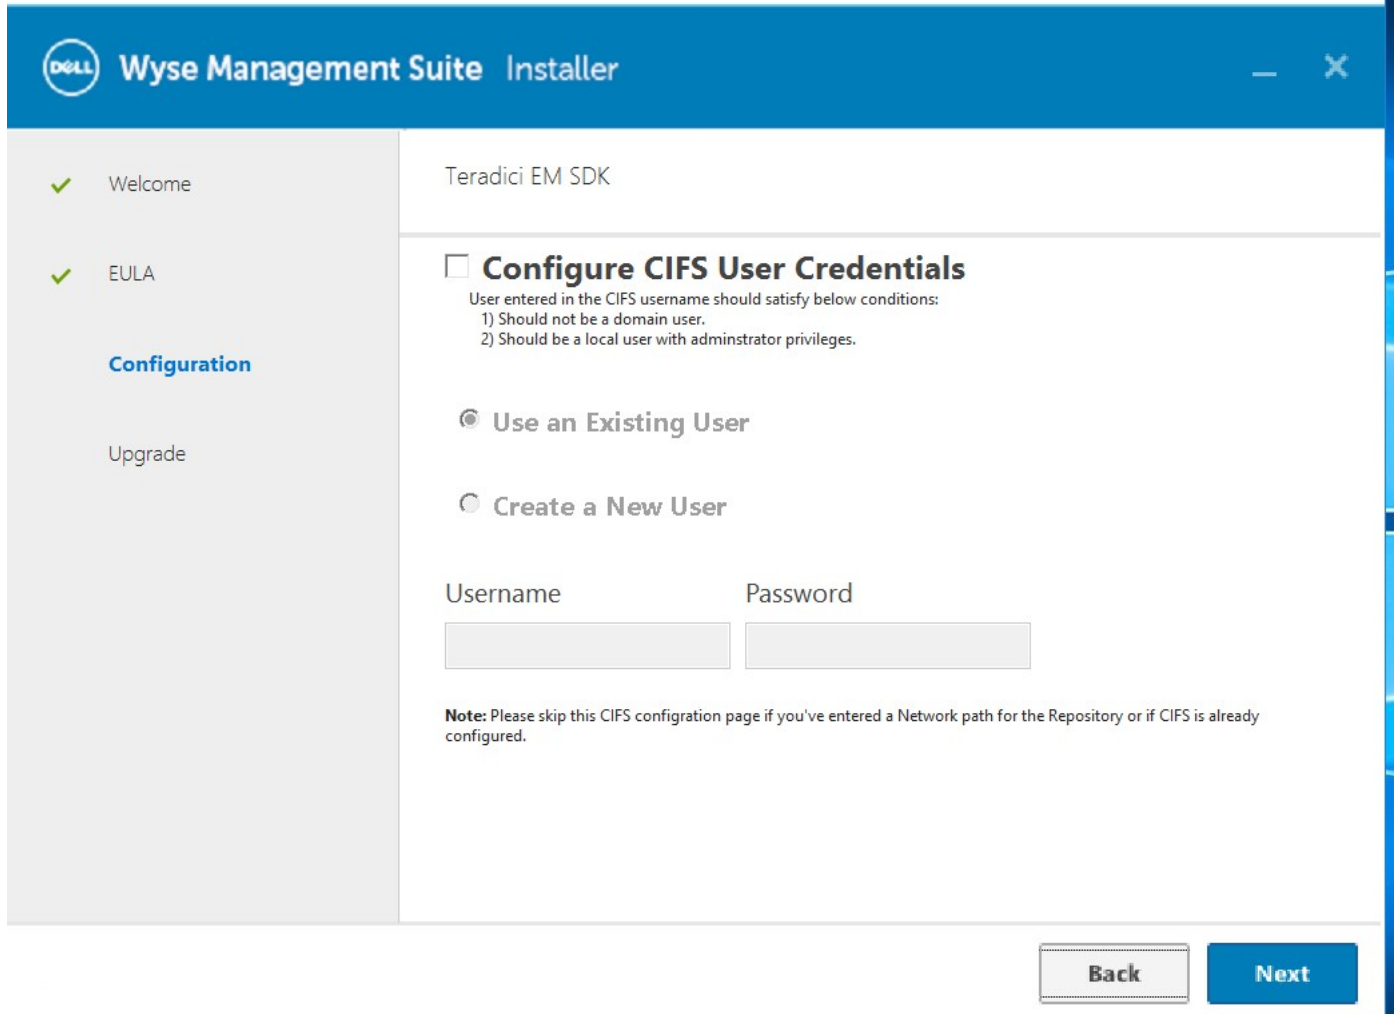 DELL Wyse Management Suite Installer
Welcome
EULA
Configuration
Upgrade
Teradici EM SDK
Configure CIFS User Credentials
User entered in the CIFS username should satisfy below conditions:
1) Should not be a domain user.
2) Should be a local user with adminstrator privileges.
Use an Existing User
Create a New User
Username Password
Note: Please skip this CIFS configration page if you've entered a Network path for the Repository or if CIFS is already
configured.
Back Next